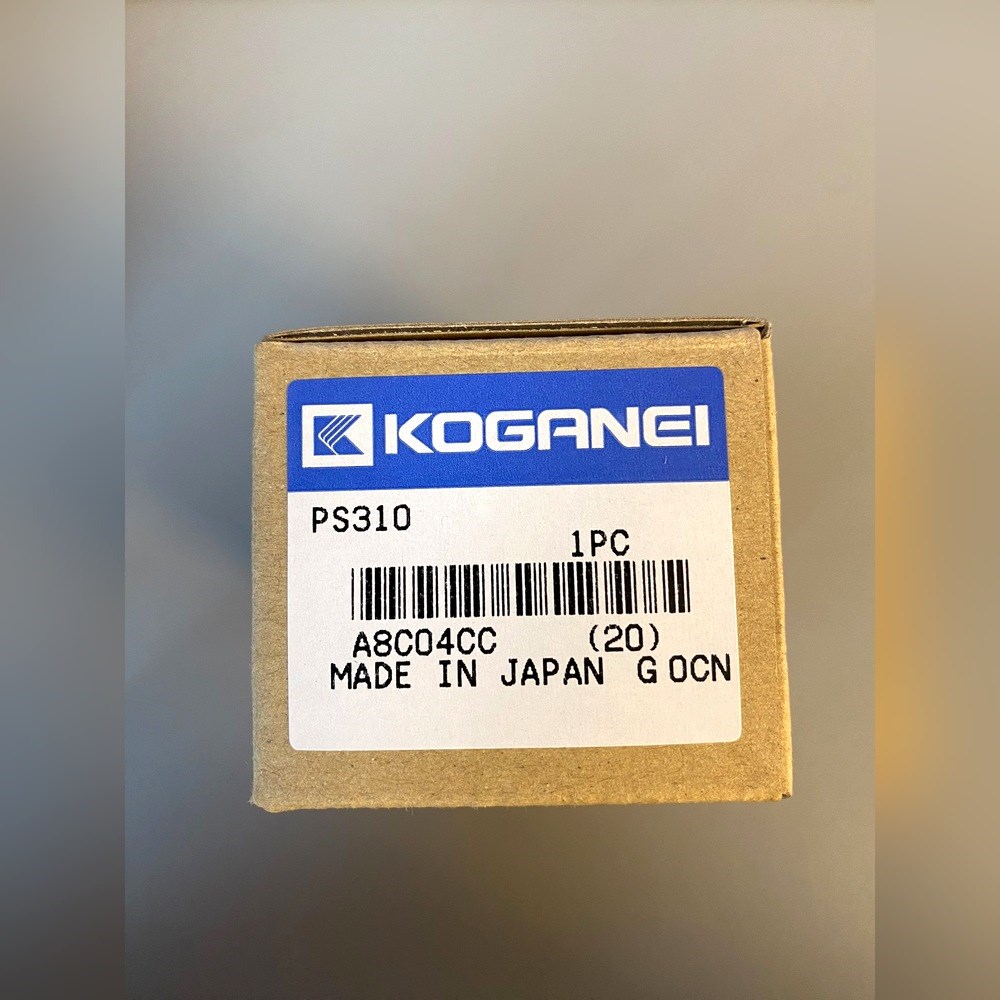 KOGANEI
PS310
1PC
A8C04CC (20)
MADE IN JAPAN G OCN